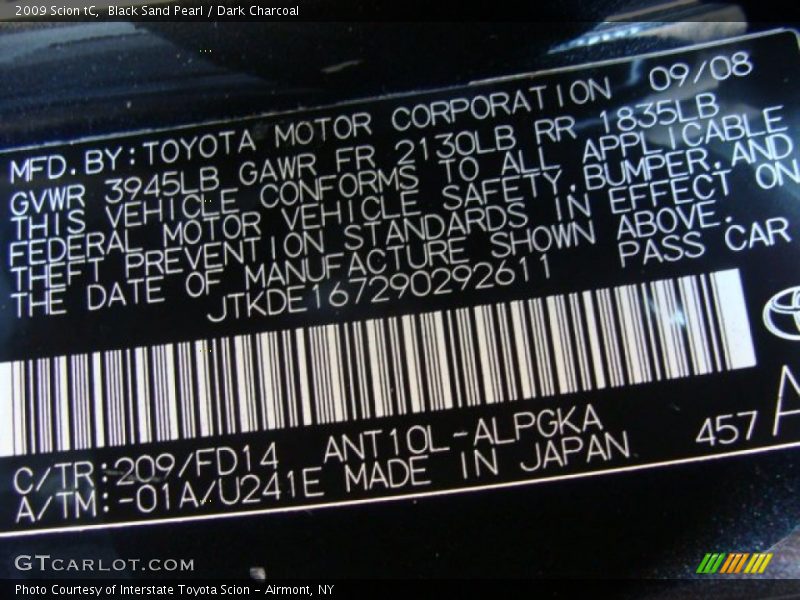 2009 Scion tC,  Black Sand Pearl / Dark Charcoal
MFD.BY:TOYOTA MOTOR CORPORATION 09/08
GVWR 3945LB GAWR FR 2130LB RR 1835LB
THIS VEHICLE CONFORMS TO ALL APPLICABLE
FEDERAL MOTOR VEHICLE SAFETY,BUMPER,AND
THEFT PREVENTION STANDARDS IN EFFECT ON
THE DATE OF MANUFACTURE SHOWN ABOVE.
JTKDE167290292611 PASS CAR
C/TR:209/FD14 ANT10L-ALPGKA 457 A
A/TM:-01A/U241E MADE IN JAPAN
GTCARLOT.COM
Photo Courtesy of Interstate Toyota Scion - Airmont, NY